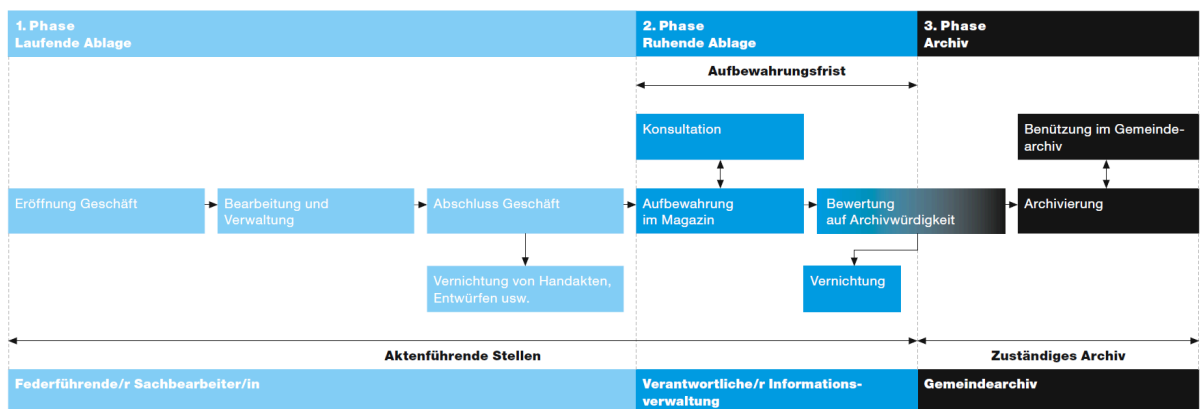 1. Phase
Laufende Ablage
2. Phase
Ruhende Ablage
3. Phase
Archiv
Aufbewahrungsfrist
Konsultation
Benützung im Gemeinde-
archiv
Eröffnung Geschäft
Bearbeitung und
Verwaltung
Abschluss Geschäft
Aufbewahrung
im Magazin
Bewertung
auf Archivwürdigkeit
Archivierung
Vernichtung von Handakten,
Entwürfen usw.
Vernichtung
Aktenführende Stellen
Zuständiges Archiv
Federführende/r Sachbearbeiter/in
Verantwortliche/r Informations-
verwaltung
Gemeindearchiv